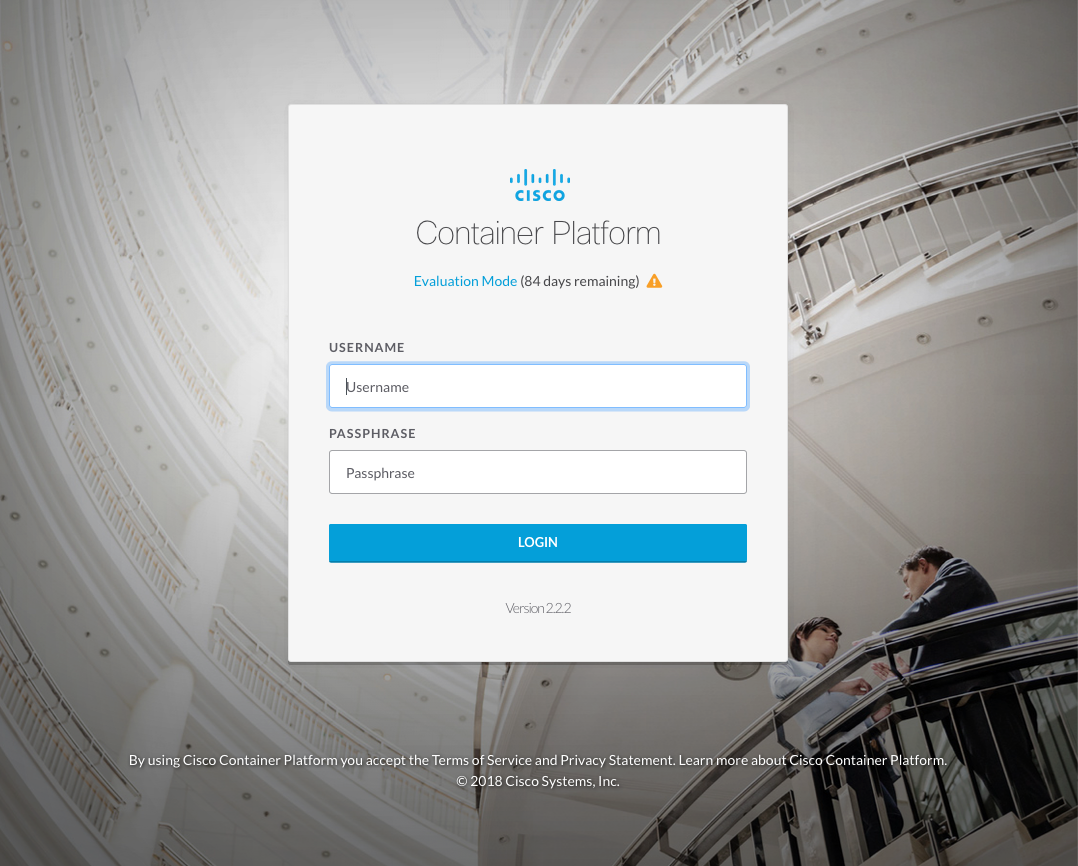 CISCO
Container Platform
Evaluation Mode (84 days remaining)
USERNAME
Username
PASSPHRASE
Passphrase
LOGIN
Version 2.2.2
By using Cisco Container Platform you accept the Terms of Service and Privacy Statement. Learn more about Cisco Container Platform.
© 2018 Cisco Systems, Inc.